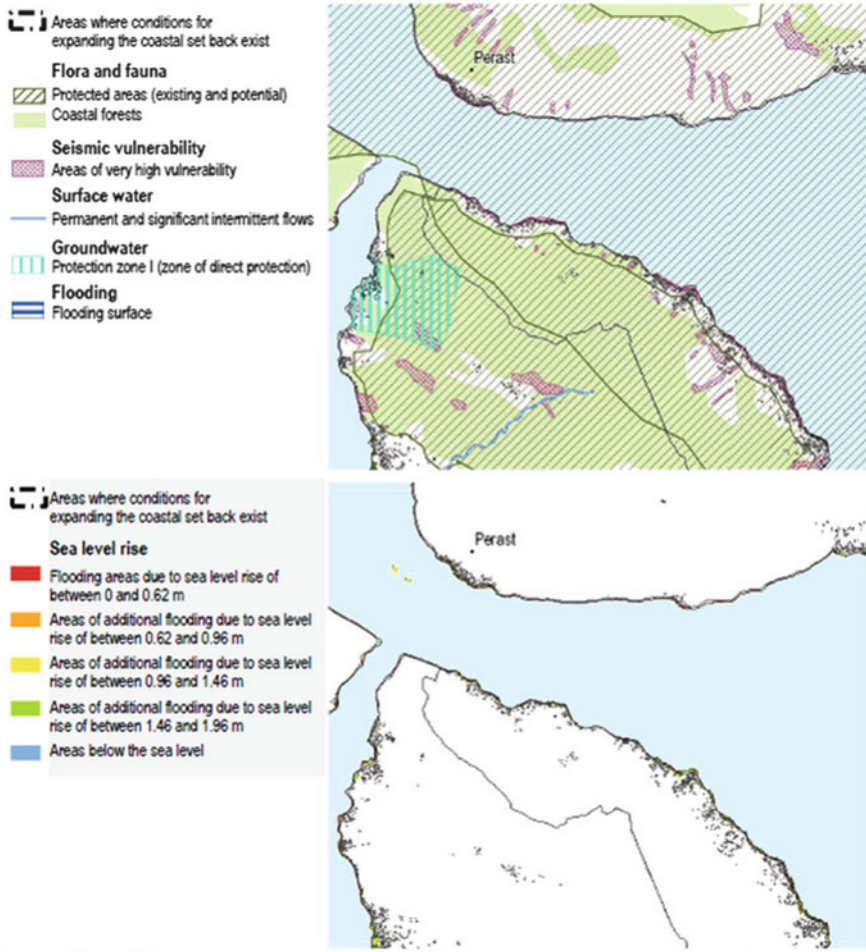 Areas where conditions for
expanding the coastal set back exist
Flora and fauna
Protected areas (existing and potential)
Coastal forests
Seismic vulnerability
Areas of very high vulnerability
Surface water
Permanent and significant intermittent flows
Groundwater
Protection zone I (zone of direct protection)
Flooding
Flooding surface
Perast
Areas where conditions for
expanding the coastal set back exist
Sea level rise
Flooding areas due to sea level rise of
between 0 and 0.62 m
Areas of additional flooding due to sea level
rise of between 0.62 and 0.96 m
Areas of additional flooding due to sea level
rise of between 0.96 and 1.46 m
Areas of additional flooding due to sea level
rise of between 1.46 and 1.96 m
Areas below the sea level
Perast